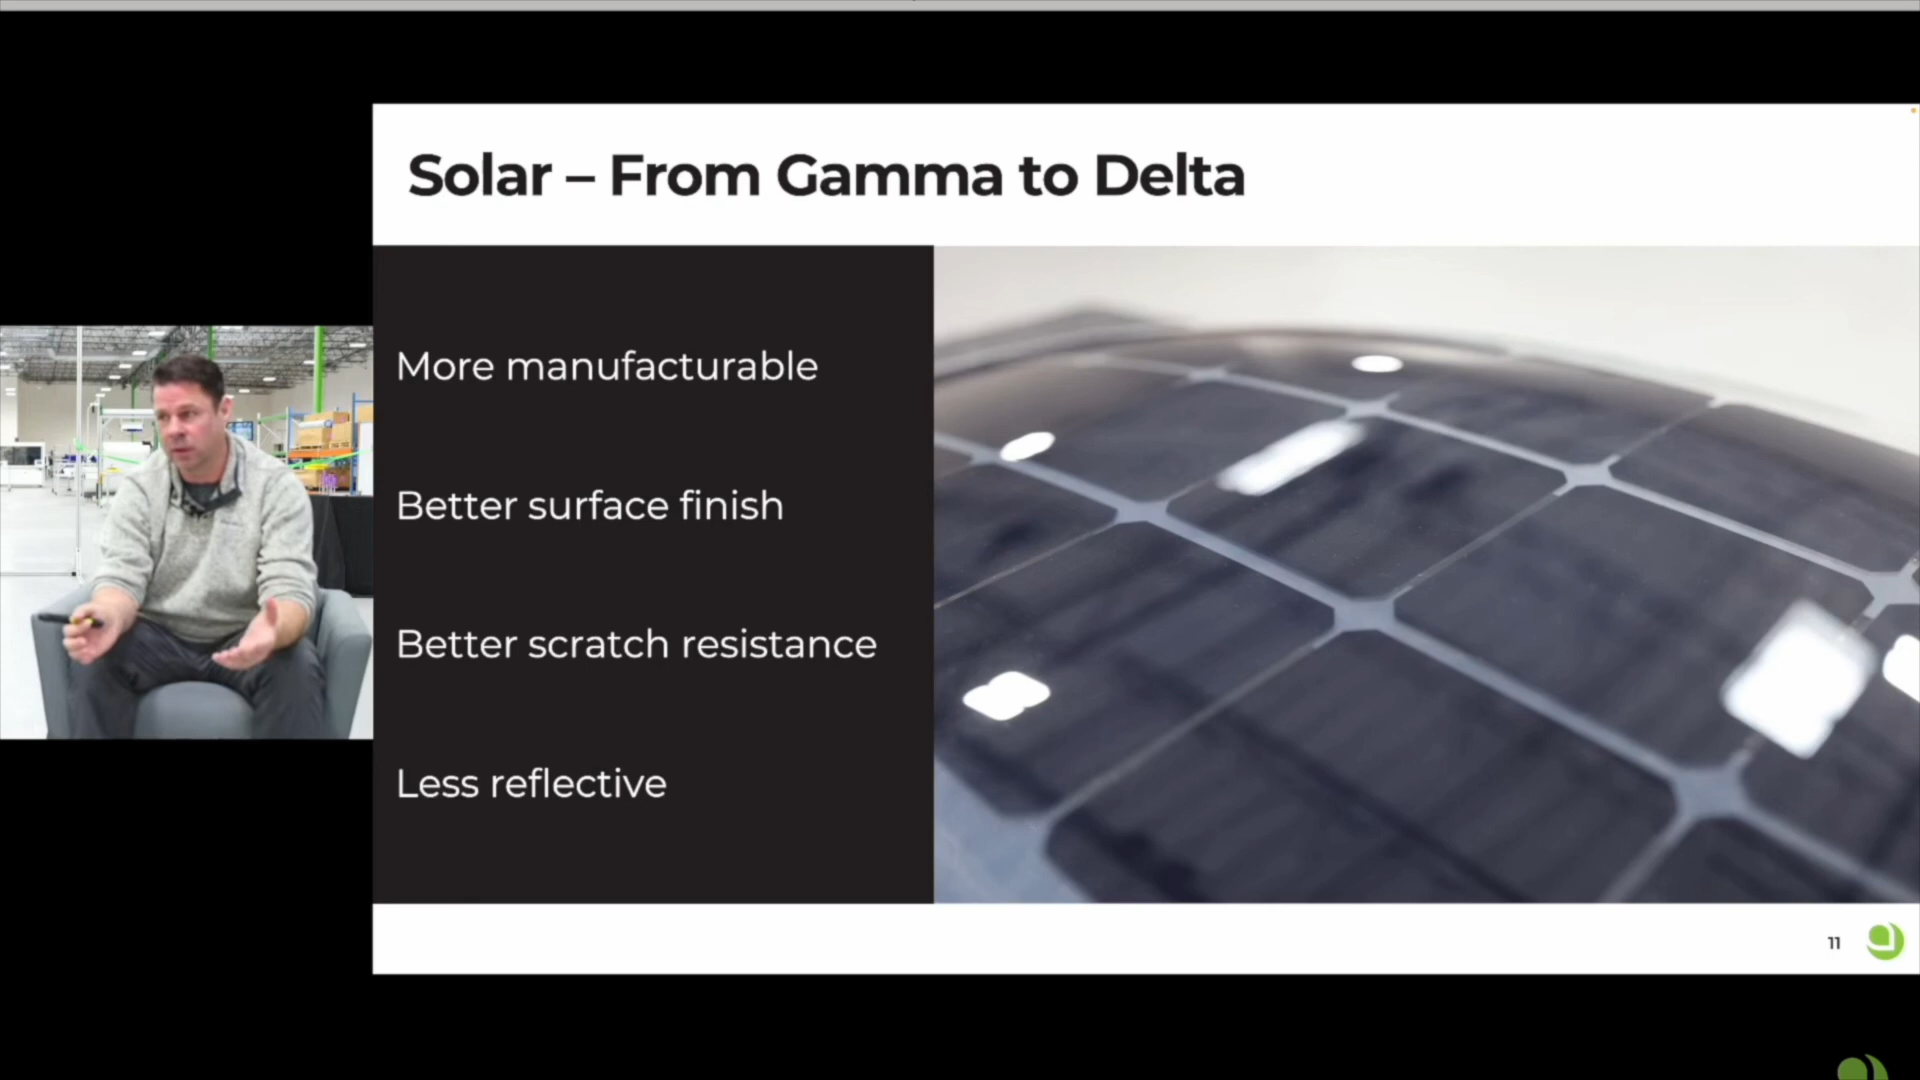 Solar – From Gamma to Delta
More manufacturable
Better surface finish
Better scratch resistance
Less reflective
11